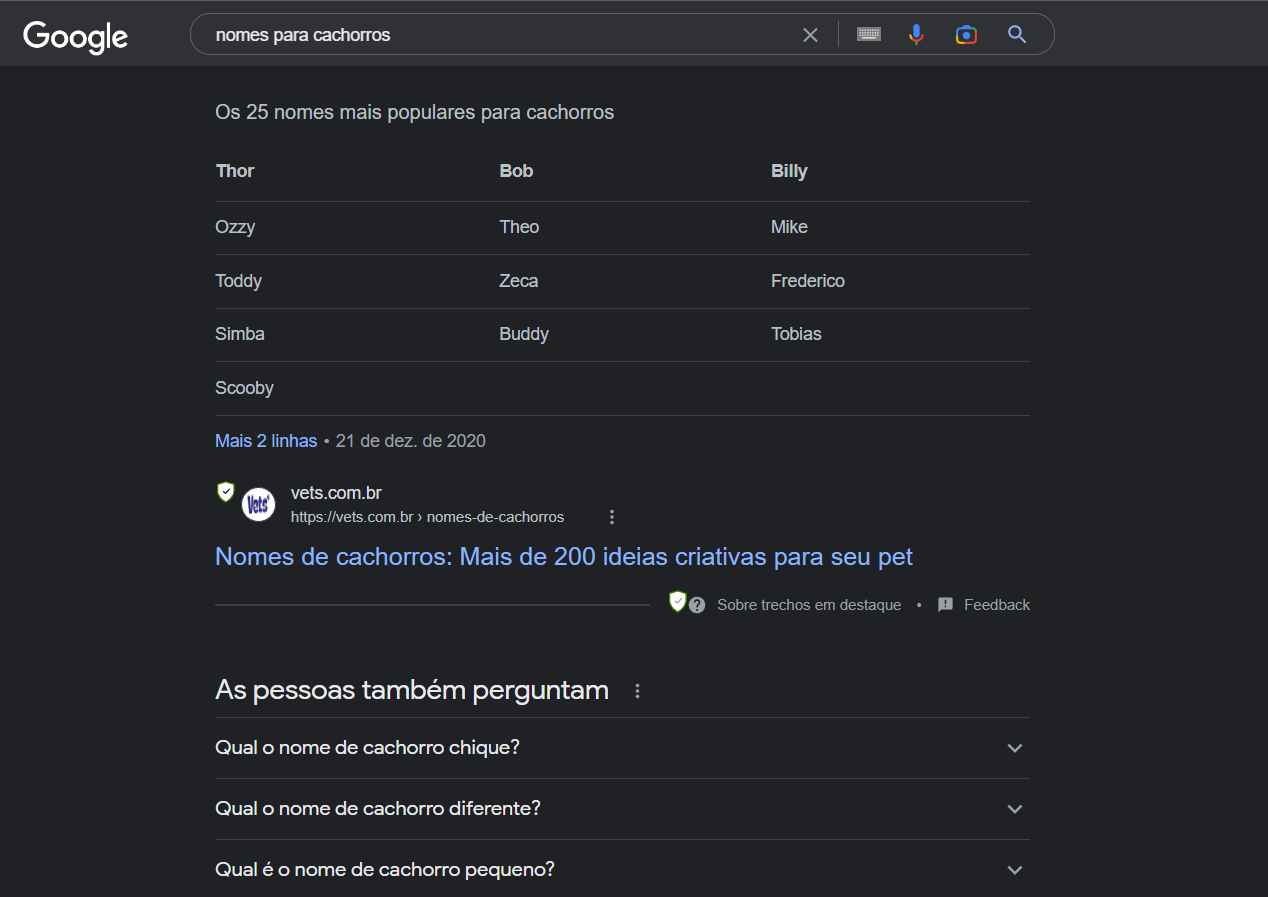 Google
nomes para cachorros
Os 25 nomes mais populares para cachorros
Thor Bob Billy
Ozzy Theo Mike
Toddy Zeca Frederico
Simba Buddy Tobias
Scooby
Mais 2 linhas • 21 de dez. de 2020
Vets
vets.com.br
https://vets.com.br › nomes-de-cachorros
Nomes de cachorros: Mais de 200 ideias criativas para seu pet
Sobre trechos em destaque • Feedback
As pessoas também perguntam
Qual o nome de cachorro chique?
Qual o nome de cachorro diferente?
Qual é o nome de cachorro pequeno?